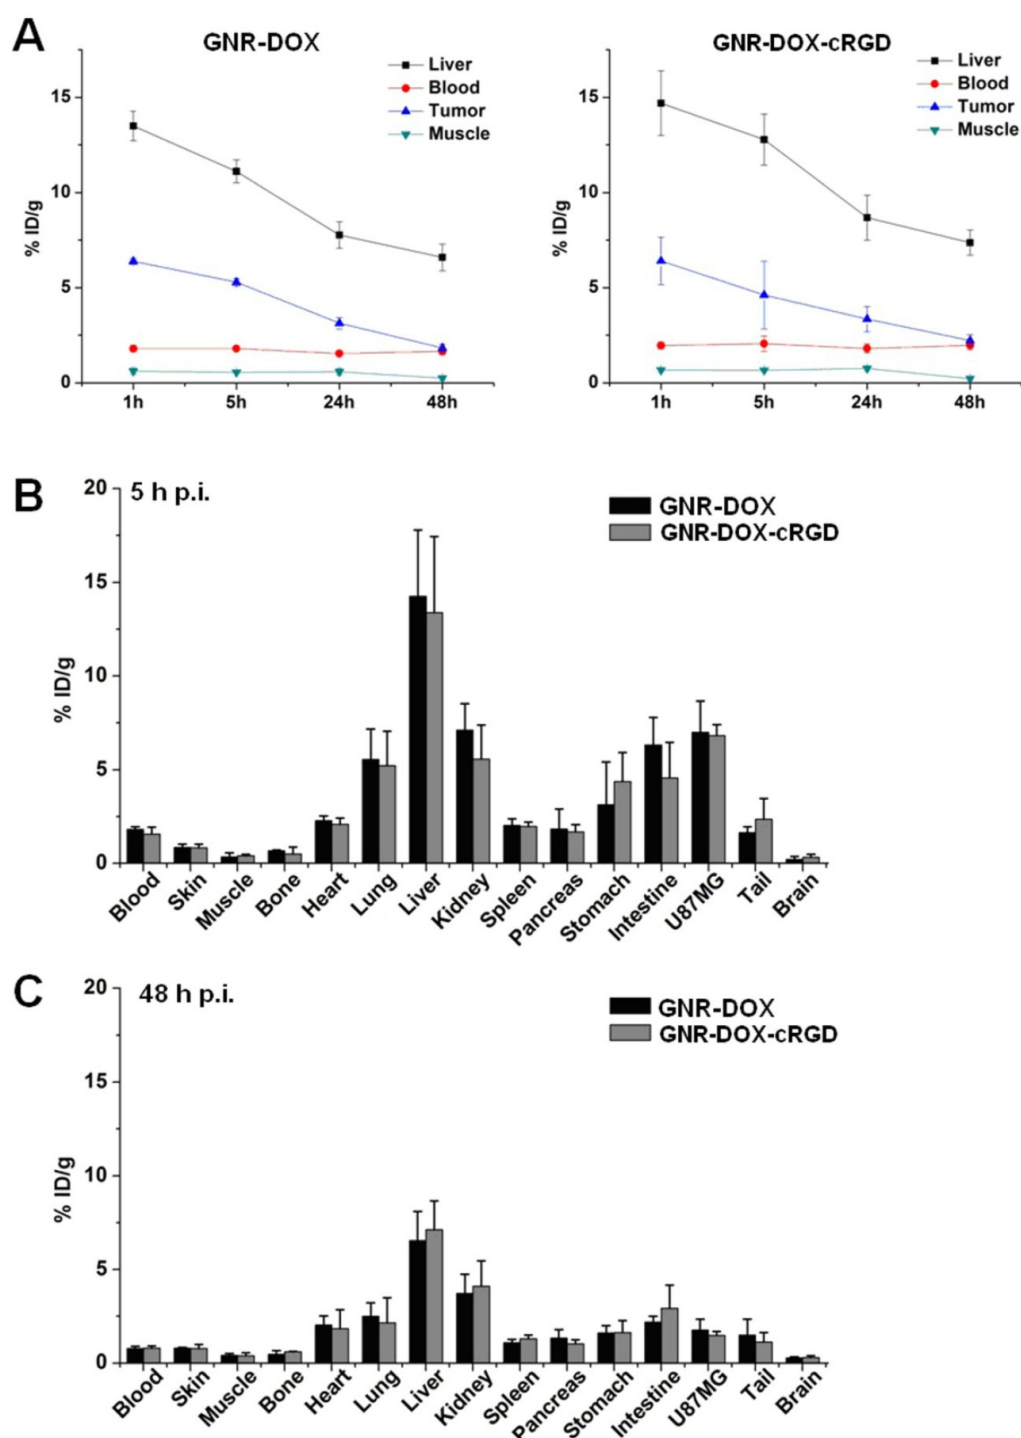 A
GNR-DOX
GNR-DOX-cRGD
Liver
Blood
Tumor
Muscle
Liver
Blood
Tumor
Muscle
% ID/g
15
10
5
0
1h 5h 24h 48h
% ID/g
15
10
5
0
1h 5h 24h 48h
B
5 h p.i.
GNR-DOX
GNR-DOX-cRGD
% ID/g
20
15
10
5
0
Blood Skin Muscle Bone Heart Lung Liver Kidney Spleen Pancreas Stomach Intestine U87MG Tail Brain
C
48 h p.i.
GNR-DOX
GNR-DOX-cRGD
% ID/g
20
15
10
5
0
Blood Skin Muscle Bone Heart Lung Liver Kidney Spleen Pancreas Stomach Intestine U87MG Tail Brain